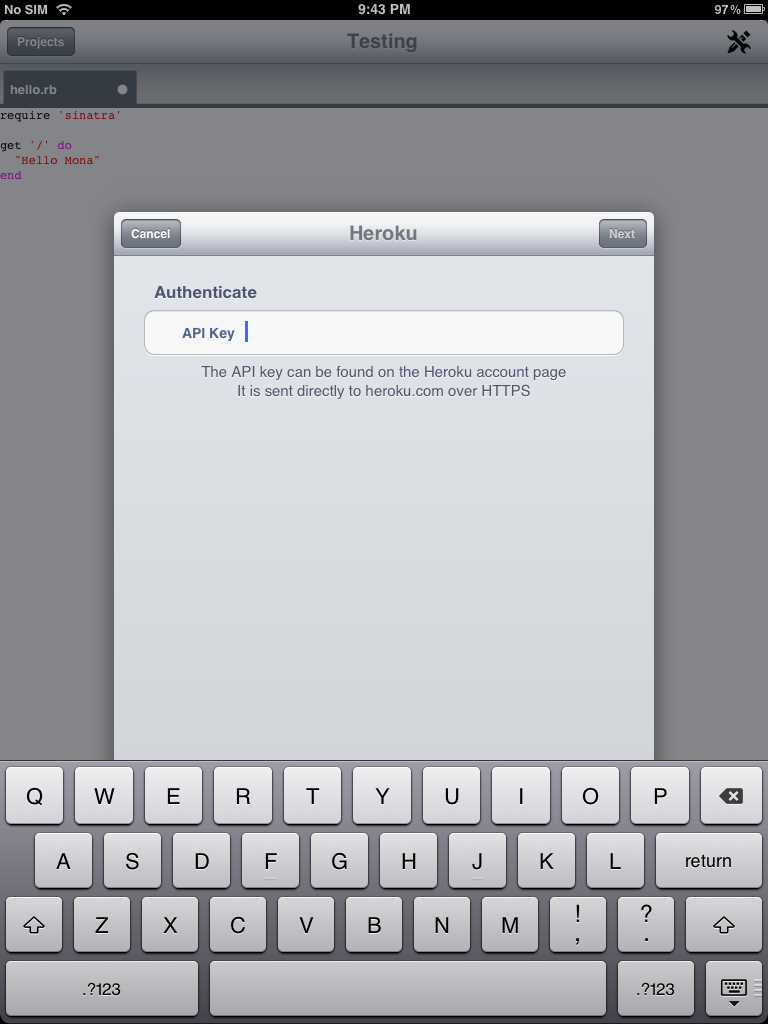 No SIM 9:43 PM 97%
Projects Testing
hello.rb
require 'sinatra'
get '/' do
"Hello Mona"
end
Cancel Heroku Next
Authenticate
API Key
The API key can be found on the Heroku account page
It is sent directly to heroku.com over HTTPS
Q W E R T Y U I O P
A S D F G H J K L return
Z X C V B N M ! , ? .
.?123 .?123